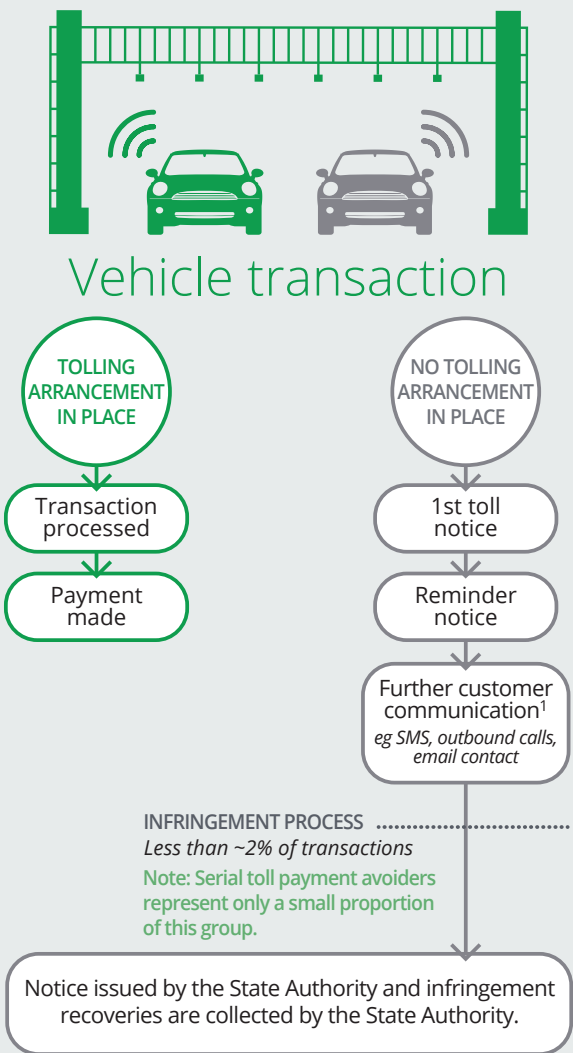 Vehicle transaction
TOLLING
ARRANCEMENT
IN PLACE
Transaction
processed
Payment
made
NO TOLLING
ARRANCEMENT
IN PLACE
1st toll
notice
Reminder
notice
Further customer
communication1
eg SMS, outbound calls,
email contact
INFRINGEMENT PROCESS
Less than ~2% of transactions
Note: Serial toll payment avoiders
represent only a small proportion
of this group.
Notice issued by the State Authority and infringement
recoveries are collected by the State Authority.